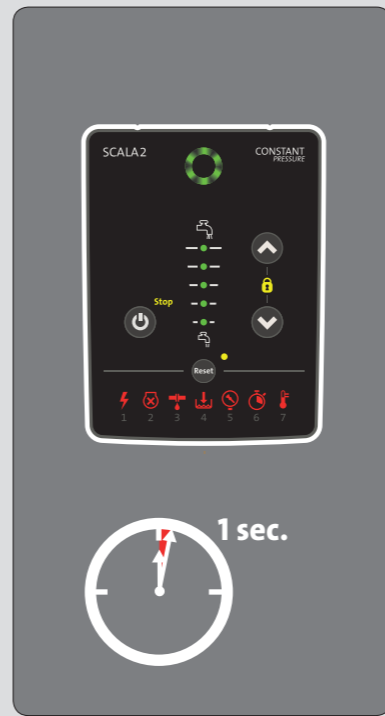 SCALA2
CONSTANT
PRESSURE
Stop
Reset
1 2 3 4 5 6 7
1 sec.